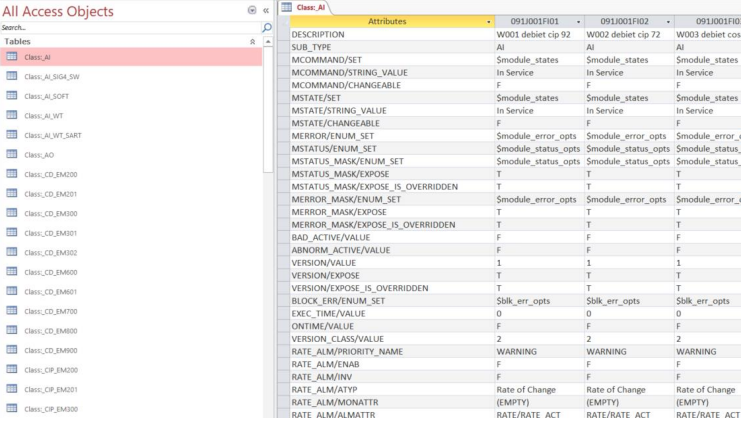 All Access Objects
Search...
Tables
Class:_AI
Class:_AI_SIG4_SW
Class:_AI_SOFT
Class:_AI_WT
Class:_AI_WT_SART
Class:_AO
Class:_CD_EM200
Class:_CD_EM201
Class:_CD_EM300
Class:_CD_EM301
Class:_CD_EM302
Class:_CD_EM600
Class:_CD_EM601
Class:_CD_EM700
Class:_CD_EM800
Class:_CD_EM900
Class:_CIP_EM200
Class:_CIP_EM201
Class:_CIP_EM300
Class:_AI
Attributes 091J001FI01 091J001FI02 091J001FI03
DESCRIPTION W001 debiet cip 92 W002 debiet cip 72 W003 debiet cos
SUB_TYPE AI AI AI
MCOMMAND/SET $module_states $module_states $module_states
MCOMMAND/STRING_VALUE In Service In Service In Service
MCOMMAND/CHANGEABLE F F F
MSTATE/SET $module_states $module_states $module_states
MSTATE/STRING_VALUE In Service In Service In Service
MSTATE/CHANGEABLE F F F
MERROR/ENUM_SET $module_error_opts $module_error_opts $module_error_o
MSTATUS/ENUM_SET $module_status_opts $module_status_opts $module_status_
MSTATUS_MASK/ENUM_SET $module_status_opts $module_status_opts $module_status_
MSTATUS_MASK/EXPOSE T T T
MSTATUS_MASK/EXPOSE_IS_OVERRIDDEN T T T
MERROR_MASK/ENUM_SET $module_error_opts $module_error_opts $module_error_o
MERROR_MASK/EXPOSE T T T
MERROR_MASK/EXPOSE_IS_OVERRIDDEN T T T
BAD_ACTIVE/VALUE F F F
ABNORM_ACTIVE/VALUE F F F
VERSION/VALUE 1 1 1
VERSION/EXPOSE T T T
VERSION/EXPOSE_IS_OVERRIDDEN T T T
BLOCK_ERR/ENUM_SET $blk_err_opts $blk_err_opts $blk_err_opts
EXEC_TIME/VALUE 0 0 0
ONTIME/VALUE F F F
VERSION_CLASS/VALUE 2 2 2
RATE_ALM/PRIORITY_NAME WARNING WARNING WARNING
RATE_ALM/ENAB F F F
RATE_ALM/INV F F F
RATE_ALM/ATYP Rate of Change Rate of Change Rate of Change
RATE_ALM/MONATTR (EMPTY) (EMPTY) (EMPTY)
RATE_ALM/ALMATTR RATE/RATE_ACT RATE/RATE_ACT RATE/RATE_ACT